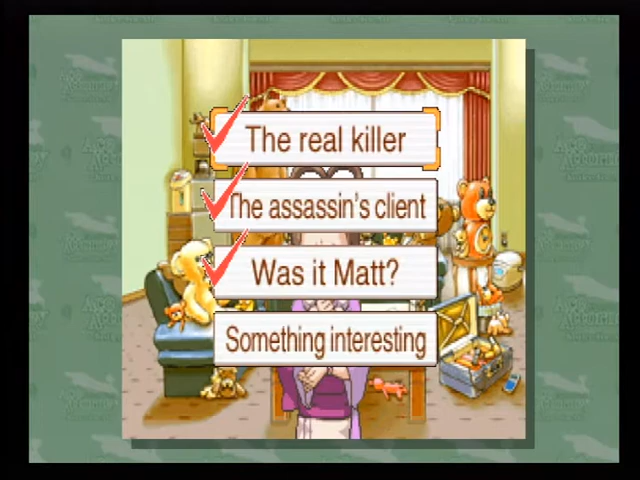 The real killer
The assassin's client
Was it Matt?
Something interesting